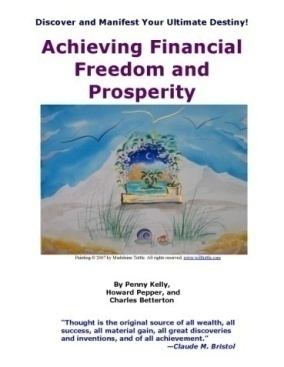 Discover and Manifest Your Ultimate Destiny!
Achieving Financial
Freedom and
Prosperity
Painting © 2007 by Madeleine Tuttle. All rights reserved. www.willtuttle.com
By Penny Kelly,
Howard Pepper, and
Charles Betterton
"Thought is the original source of all wealth, all
success, all material gain, all great discoveries
and inventions, and of all achievement."
—Claude M. Bristol